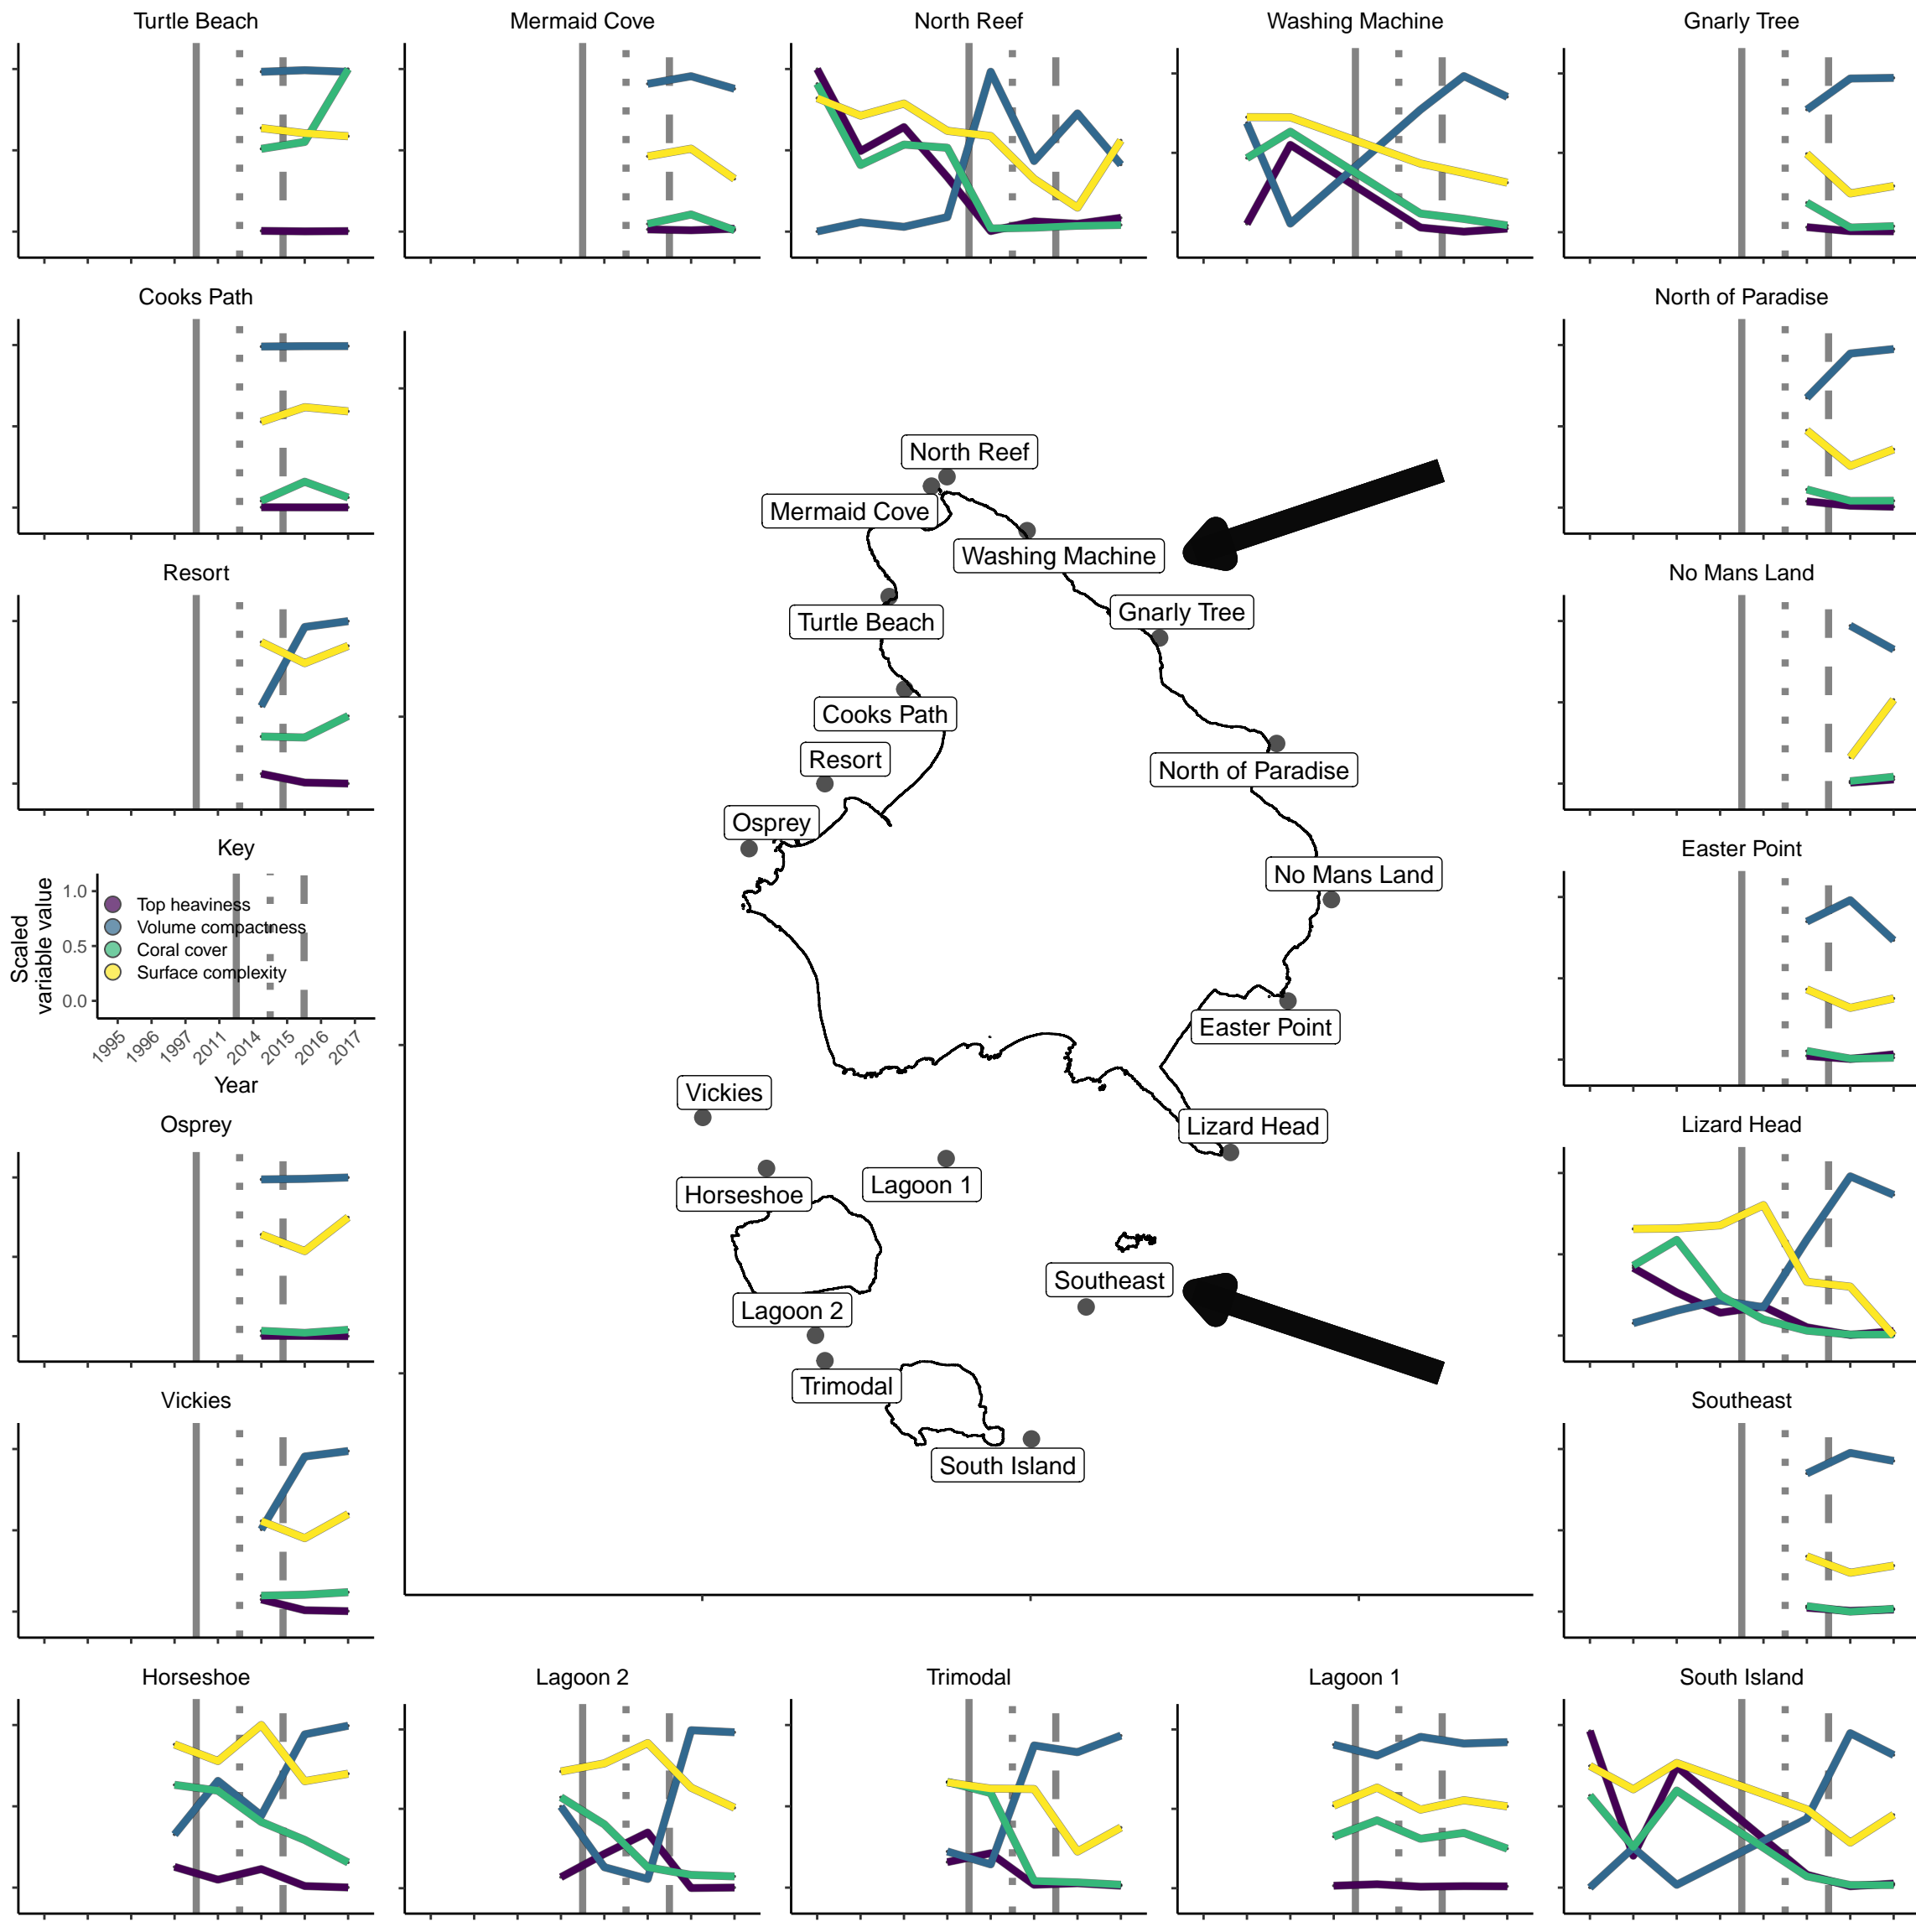 Turtle Beach
Mermaid Cove
North Reef
Washing Machine
Gnarly Tree
Cooks Path
North of Paradise
Resort
No Mans Land
Key
Easter Point
Scaled
variable value
1.0
0.5
0.0
Top heaviness
Volume compactness
Coral cover
Surface complexity
1995
1996
1997
2011
2014
2015
2016
2017
Year
Osprey
Lizard Head
Vickies
Southeast
North Reef
Mermaid Cove
Washing Machine
Turtle Beach
Gnarly Tree
Cooks Path
Resort
North of Paradise
Osprey
No Mans Land
Easter Point
Vickies
Lizard Head
Lagoon 1
Horseshoe
Southeast
Lagoon 2
Trimodal
South Island
Horseshoe
Lagoon 2
Trimodal
Lagoon 1
South Island